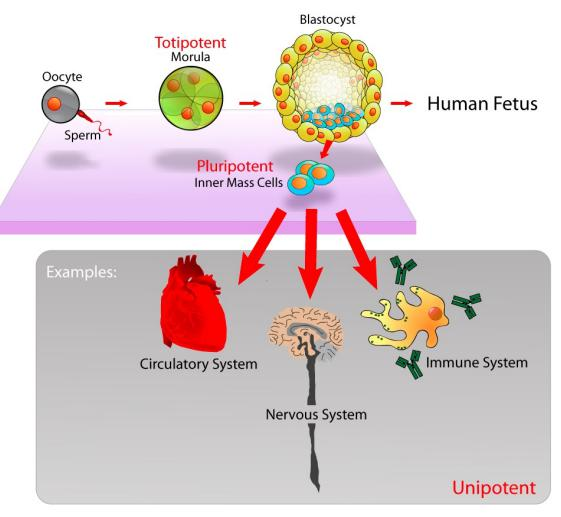 Blastocyst
Totipotent
Morula
Oocyte
Human Fetus
Sperm
Pluripotent
Inner Mass Cells
Examples:
Circulatory System
Immune System
Nervous System
Unipotent